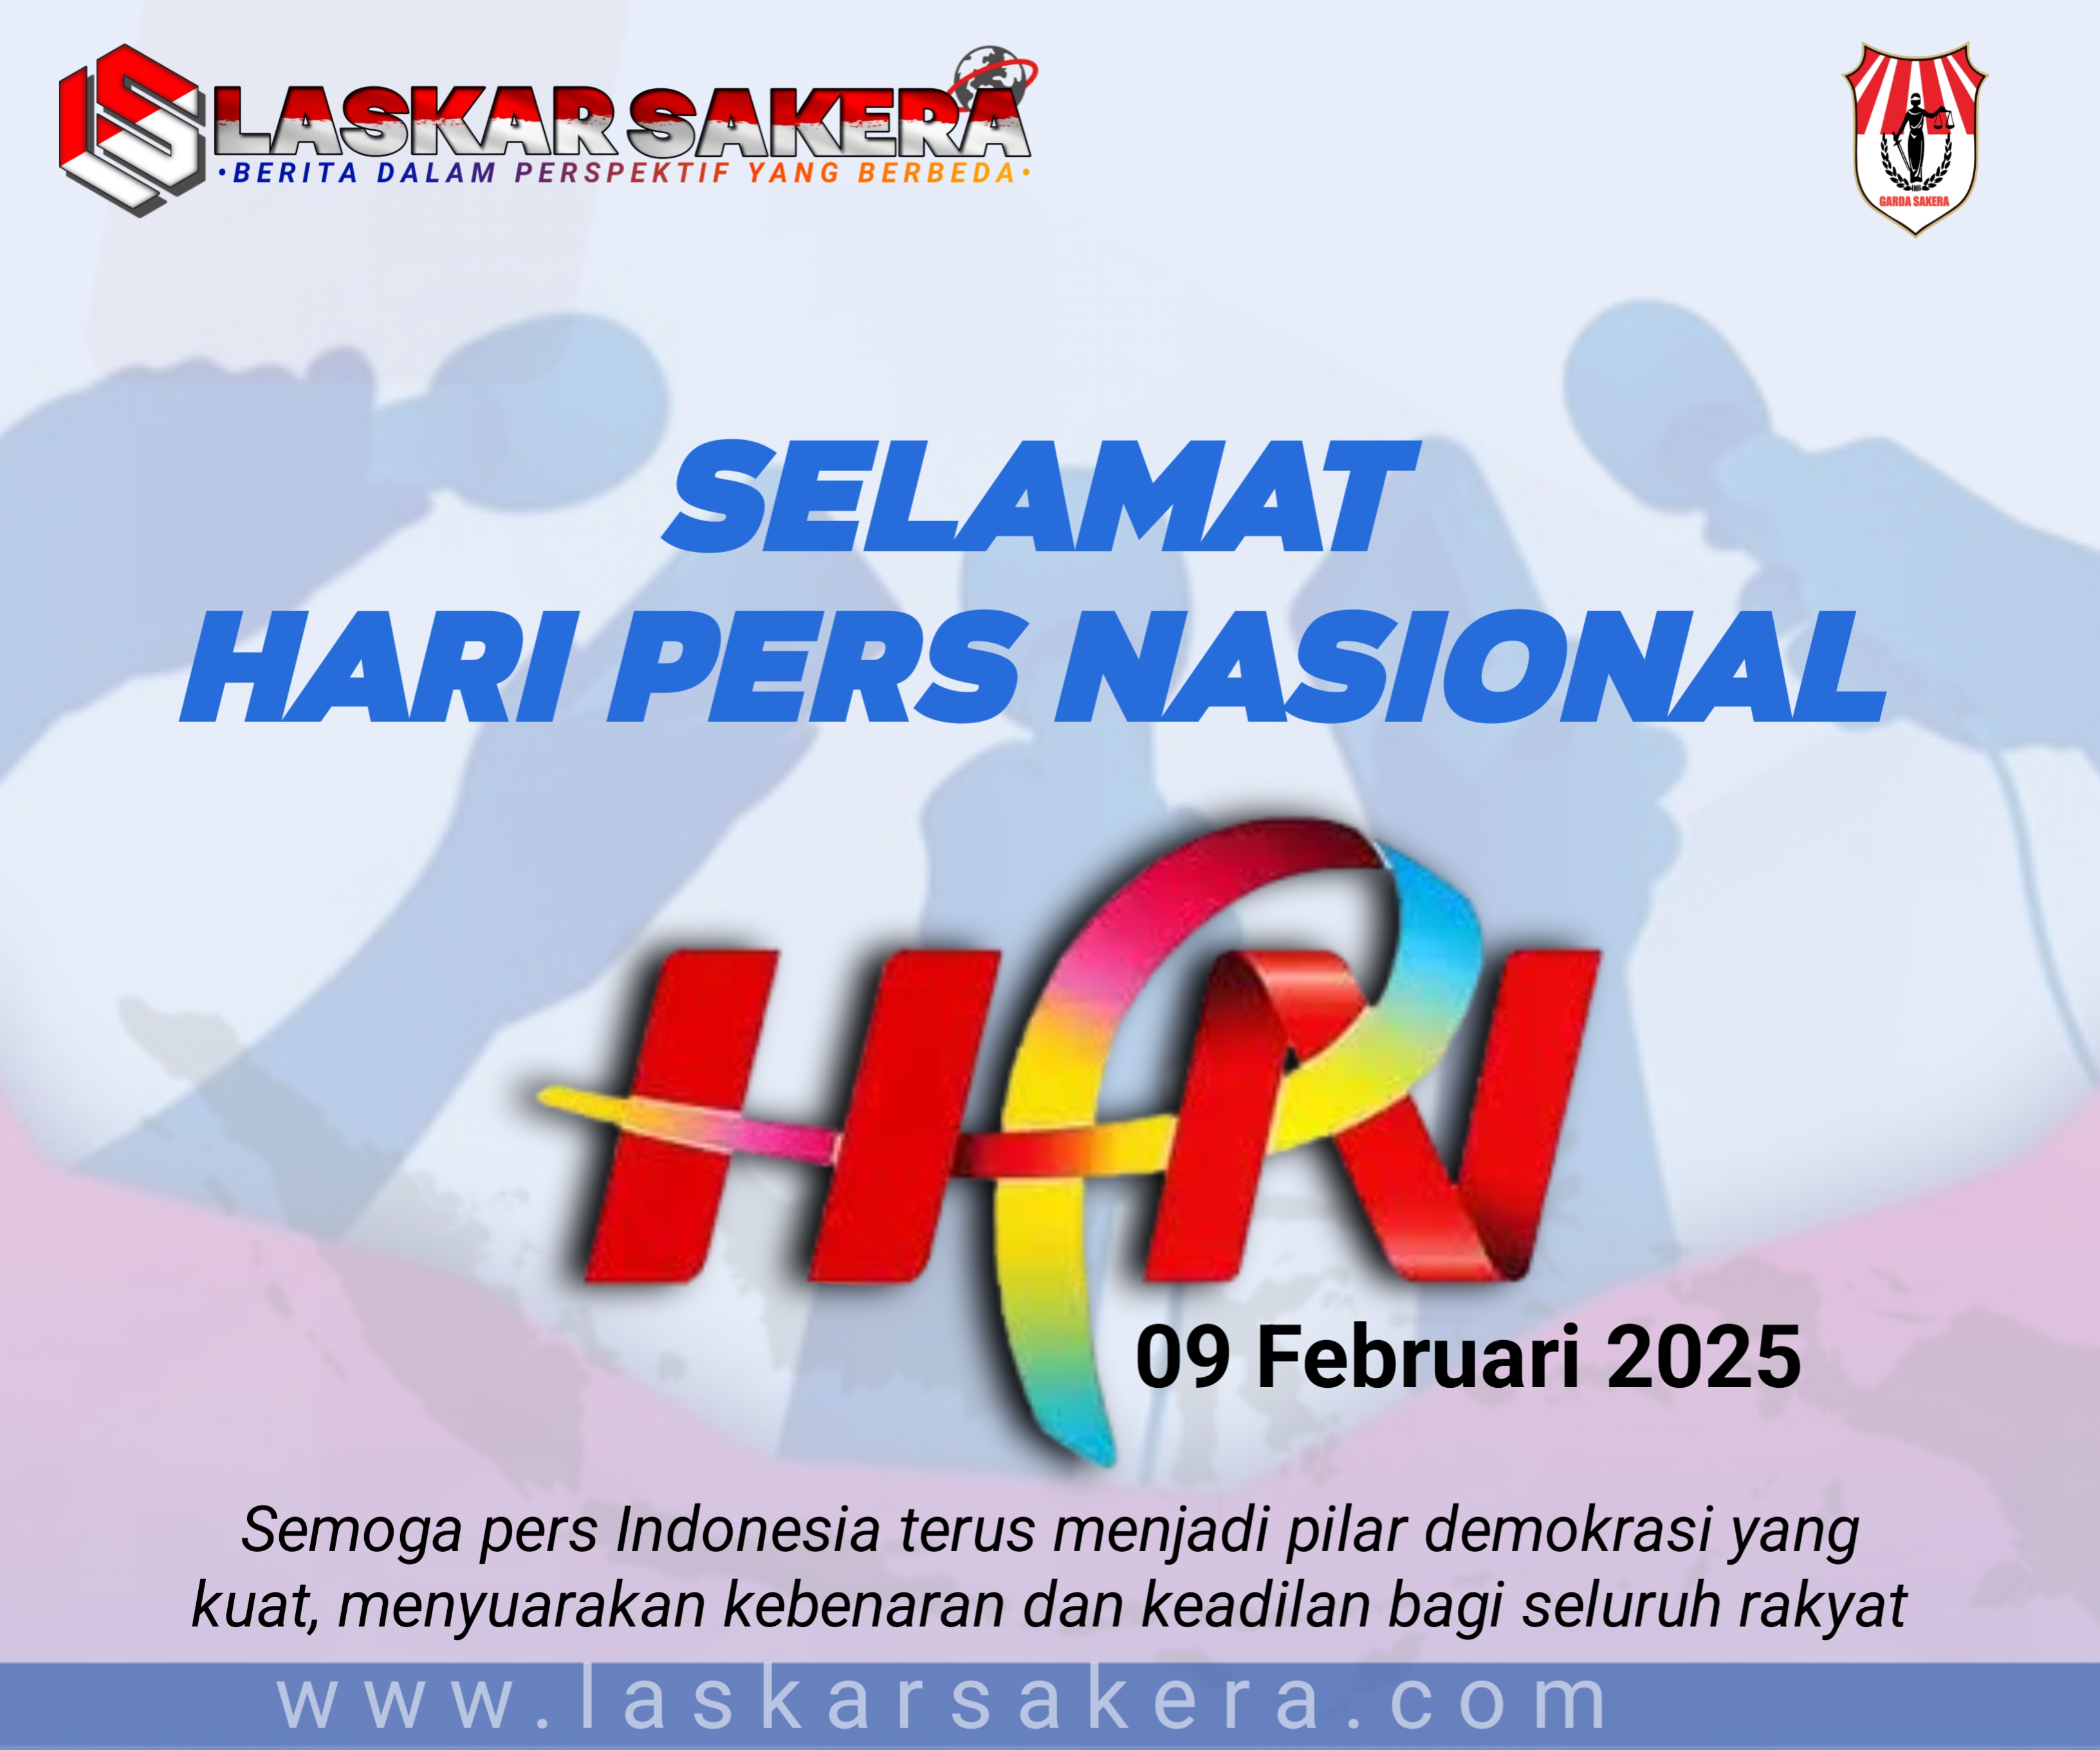 LASKAR SAKERA
•BERITA DALAM PERSPEKTIF YANG BERBEDA•
GARDA SAKERA
SELAMAT
HARI PERS NASIONAL
HPN
09 Februari 2025
Semoga pers Indonesia terus menjadi pilar demokrasi yang
kuat, menyuarakan kebenaran dan keadilan bagi seluruh rakyat
www.laskarsakera.com